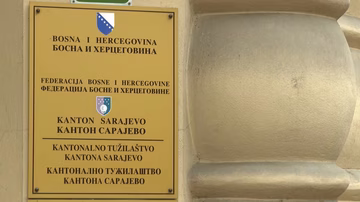 BOSNA I HERCEGOVINA
БОСНА И ХЕРЦЕГОВИНА
FEDERACIJA BOSNE I HERCEGOVINE
ФЕДЕРАЦИЈА БОСНЕ И ХЕРЦЕГОВИНЕ
KANTON SARAJEVO
КАНТОН САРАЈЕВО
KANTONALNO TUŽILAŠTVO
KANTONA SARAJEVO
КАНТОНАЛНО ТУЖИЛАШТВО
КАНТОНА САРАЈЕВО